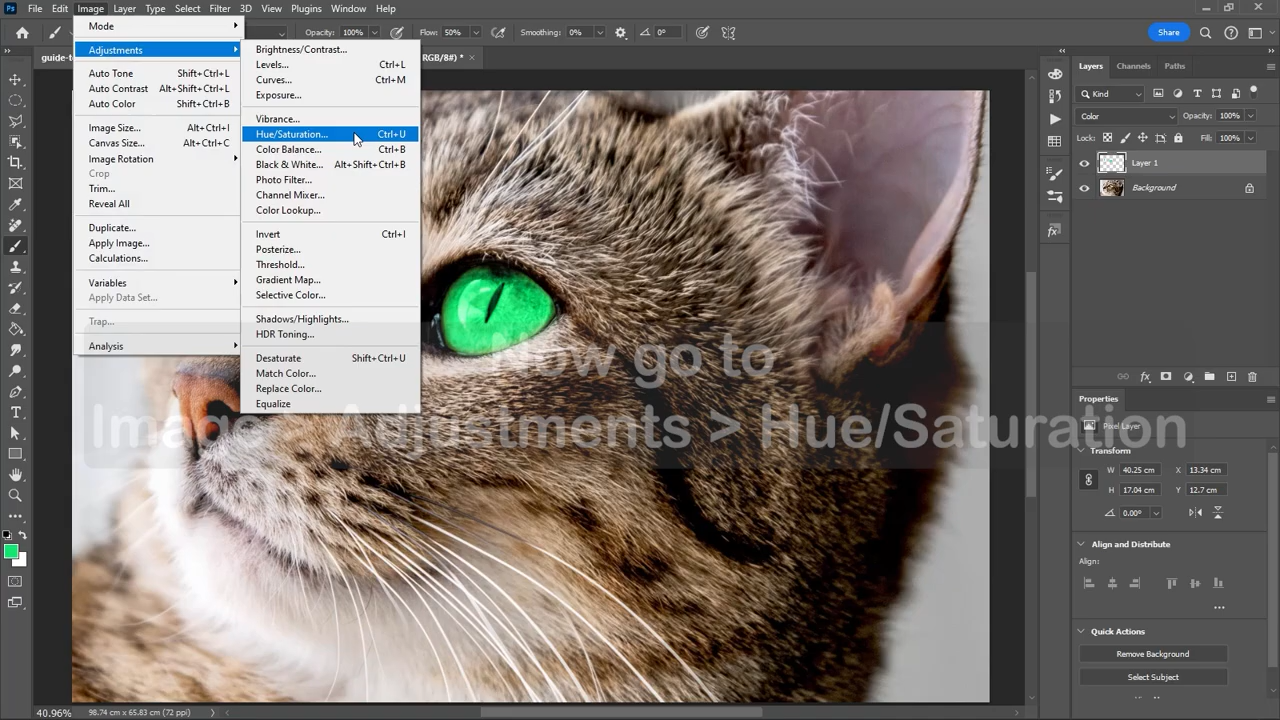 Ps File Edit Image Layer Type Select Filter 3D View Plugins Window Help
Opacity: 100% Flow: 50% Smoothing: 0% 0° Share
guide-t
RGB/8#) *
Mode
Adjustments
Auto Tone Shift+Ctrl+L
Auto Contrast Alt+Shift+Ctrl+L
Auto Color Shift+Ctrl+B
Image Size... Alt+Ctrl+I
Canvas Size... Alt+Ctrl+C
Image Rotation
Crop
Trim...
Reveal All
Duplicate...
Apply Image...
Calculations...
Variables
Apply Data Set...
Trap...
Analysis
Brightness/Contrast...
Levels... Ctrl+L
Curves... Ctrl+M
Exposure...
Vibrance...
Hue/Saturation... Ctrl+U
Color Balance... Ctrl+B
Black & White... Alt+Shift+Ctrl+B
Photo Filter...
Channel Mixer...
Color Lookup...
Invert Ctrl+I
Posterize...
Threshold...
Gradient Map...
Selective Color...
Shadows/Highlights...
HDR Toning...
Desaturate Shift+Ctrl+U
Match Color...
Replace Color...
Equalize
Now go to
Image > Adjustments > Hue/Saturation
Layers Channels Paths
Kind
Color Opacity: 100%
Lock: Fill: 100%
Layer 1
Background
Properties
Pixel Layer
Transform
W 40.25 cm X 13.34 cm
H 17.04 cm Y 12.7 cm
0.00°
Align and Distribute
Align:
Quick Actions
Remove Background
Select Subject
40.96% 98.74 cm x 65.83 cm (72 ppi)